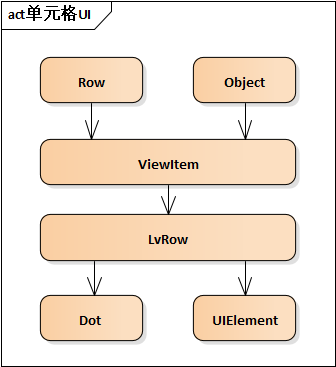 act单元格UI
Row
Object
ViewItem
LvRow
Dot
UIElement